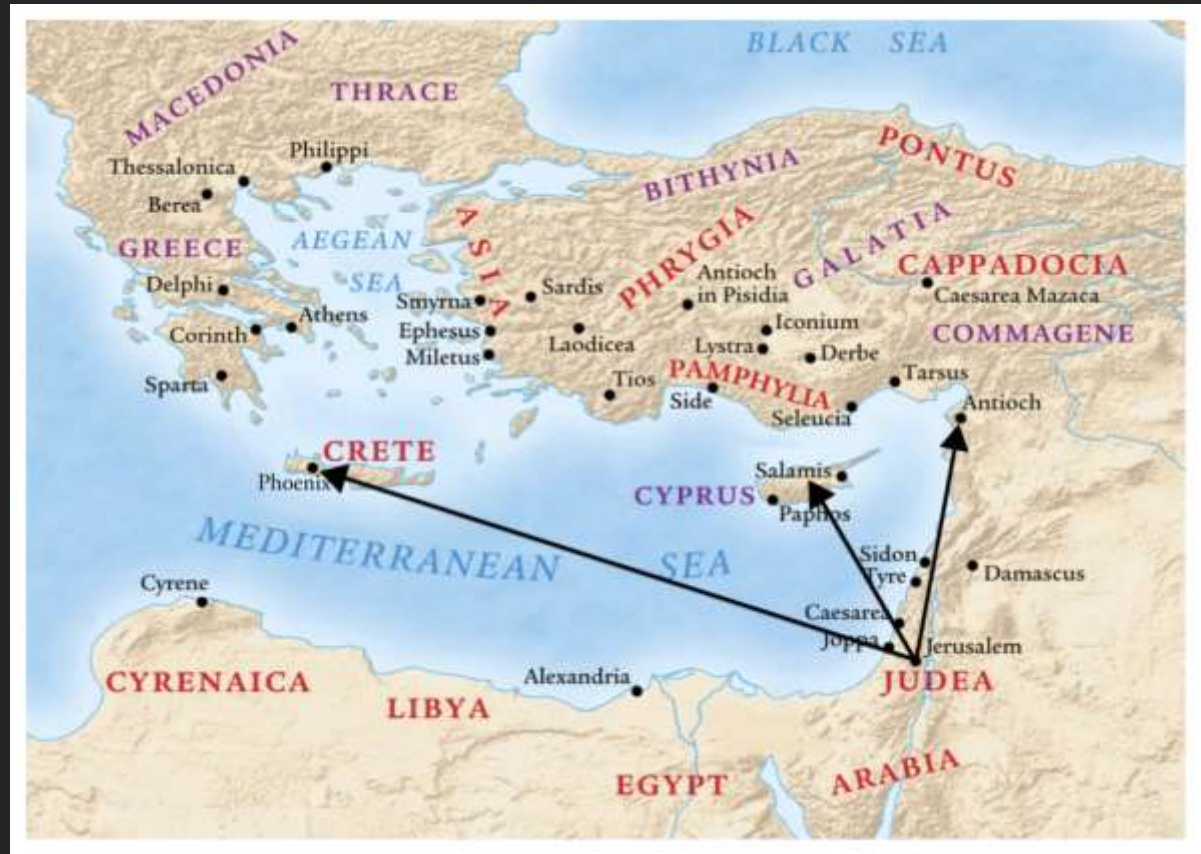 BLACK SEA
MACEDONIA
THRACE
PONTUS
Philippi
Thessalonica
BITHYNIA
Berea
ASIA
GALATIA
GREECE
AEGEAN
SEA
PHRYGIA
CAPPADOCIA
Delphi
Sardis
Antioch
in Pisidia
Caesarea Mazaca
Smyrna
Athens
Iconium
Corinth
Ephesus
Laodicea
COMMAGENE
Lystra
Derbe
Miletus
PAMPHYLIA
Tarsus
Sparta
Tios
Side
Antioch
Seleucia
CRETE
Salamis
Phoenix
CYPRUS
Paphos
MEDITERRANEAN SEA
Sidon
Damascus
Tyre
Cyrene
Caesarea
Joppa
Jerusalem
Alexandria
CYRENAICA
JUDEA
LIBYA
EGYPT
ARABIA